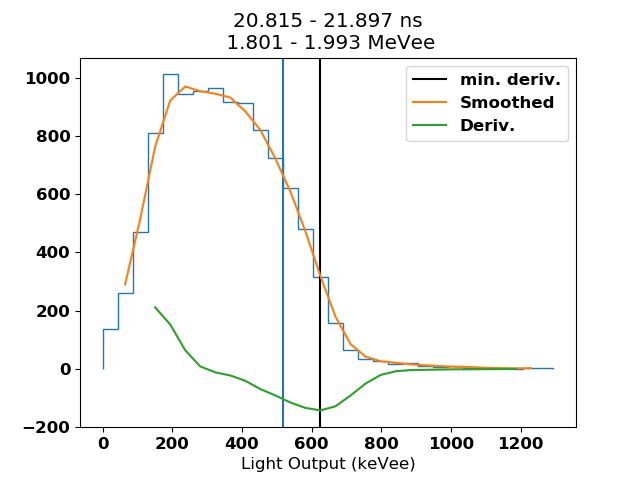 20.815 - 21.897 ns
1.801 - 1.993 MeVee
min. deriv.
Smoothed
Deriv.
1000
800
600
400
200
0
−200
0 200 400 600 800 1000 1200
Light Output (keVee)